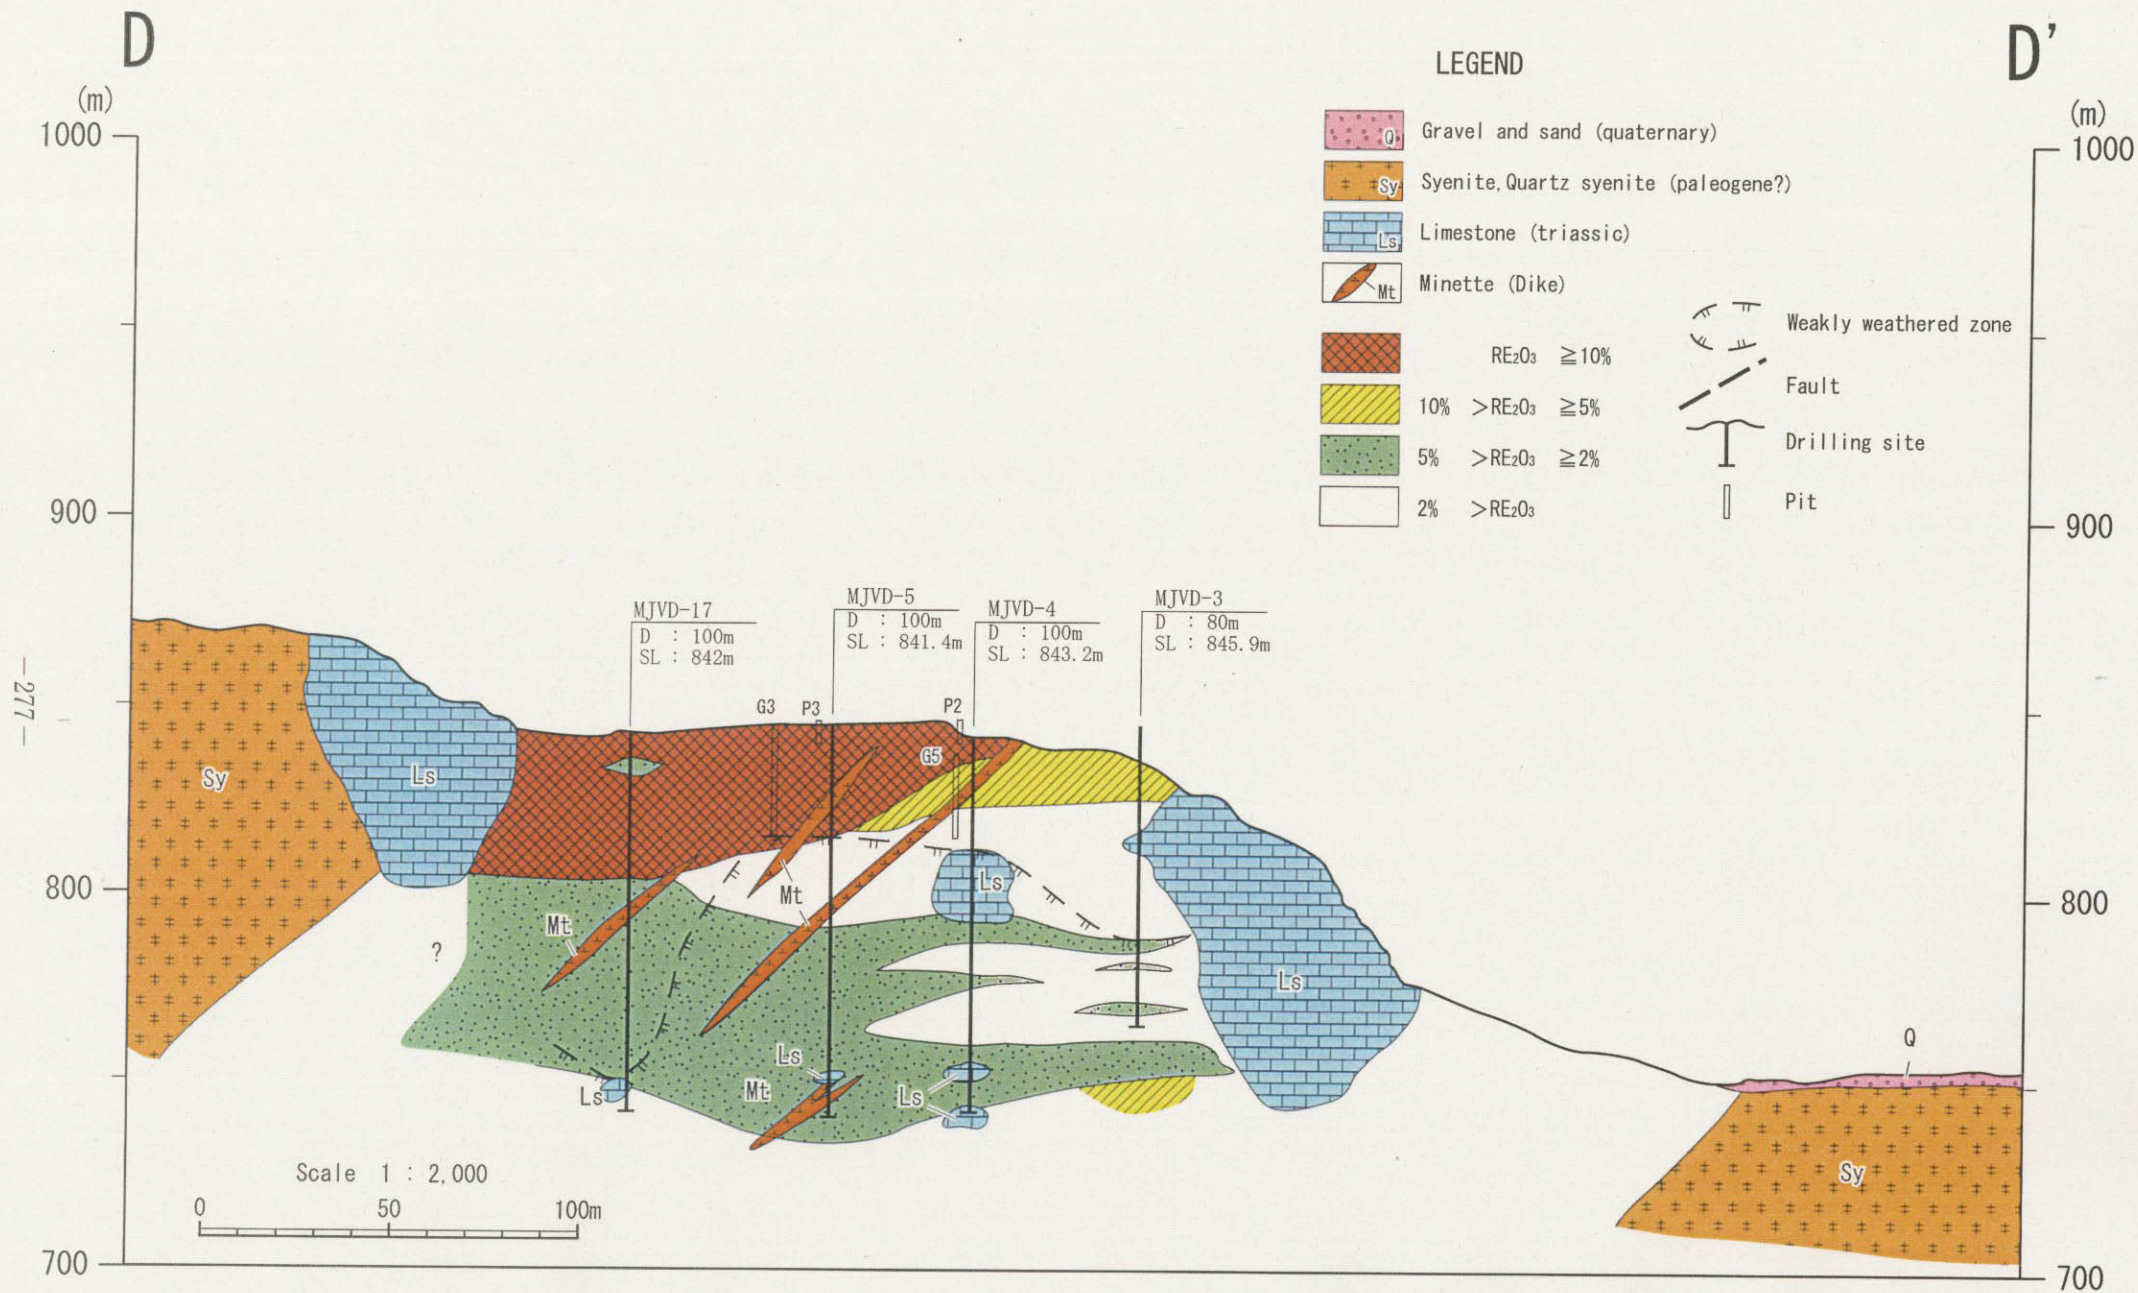 D
D'
LEGEND
(m)
(m)
1000
1000
Q
Gravel and sand (quaternary)
Sy
Syenite, Quartz syenite (paleogene?)
Ls
Limestone (triassic)
Mt
Minette (Dike)
RE₂O₃ ≧10%
10% >RE₂O₃ ≧5%
5% >RE₂O₃ ≧2%
2% >RE₂O₃
Weakly weathered zone
Fault
Drilling site
Pit
900
900
MJVD-17
D : 100m
SL : 842m
MJVD-5
D : 100m
SL : 841.4m
MJVD-4
D : 100m
SL : 843.2m
MJVD-3
D : 80m
SL : 845.9m
—277—
G3
P3
P2
G5
Sy
Ls
800
800
Mt
Mt
Ls
?
Ls
Ls
Ls
Mt
Ls
Q
Sy
Scale 1 : 2,000
0 50 100m
700
700